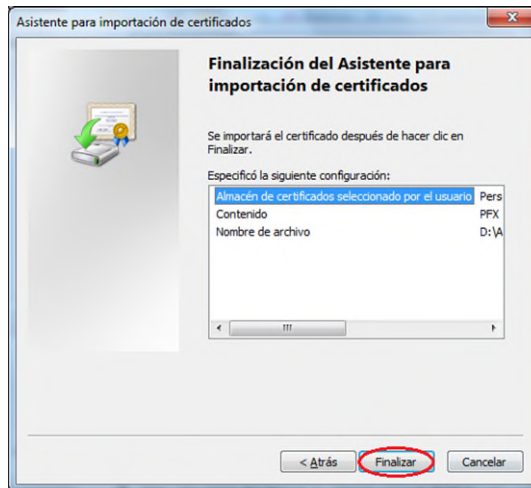 Asistente para importación de certificados
Finalización del Asistente para
importación de certificados
Se importará el certificado después de hacer clic en
Finalizar.
Especificó la siguiente configuración:
Almacén de certificados seleccionado por el usuario Pers
Contenido PFX
Nombre de archivo D:\A
< Atrás Finalizar Cancelar